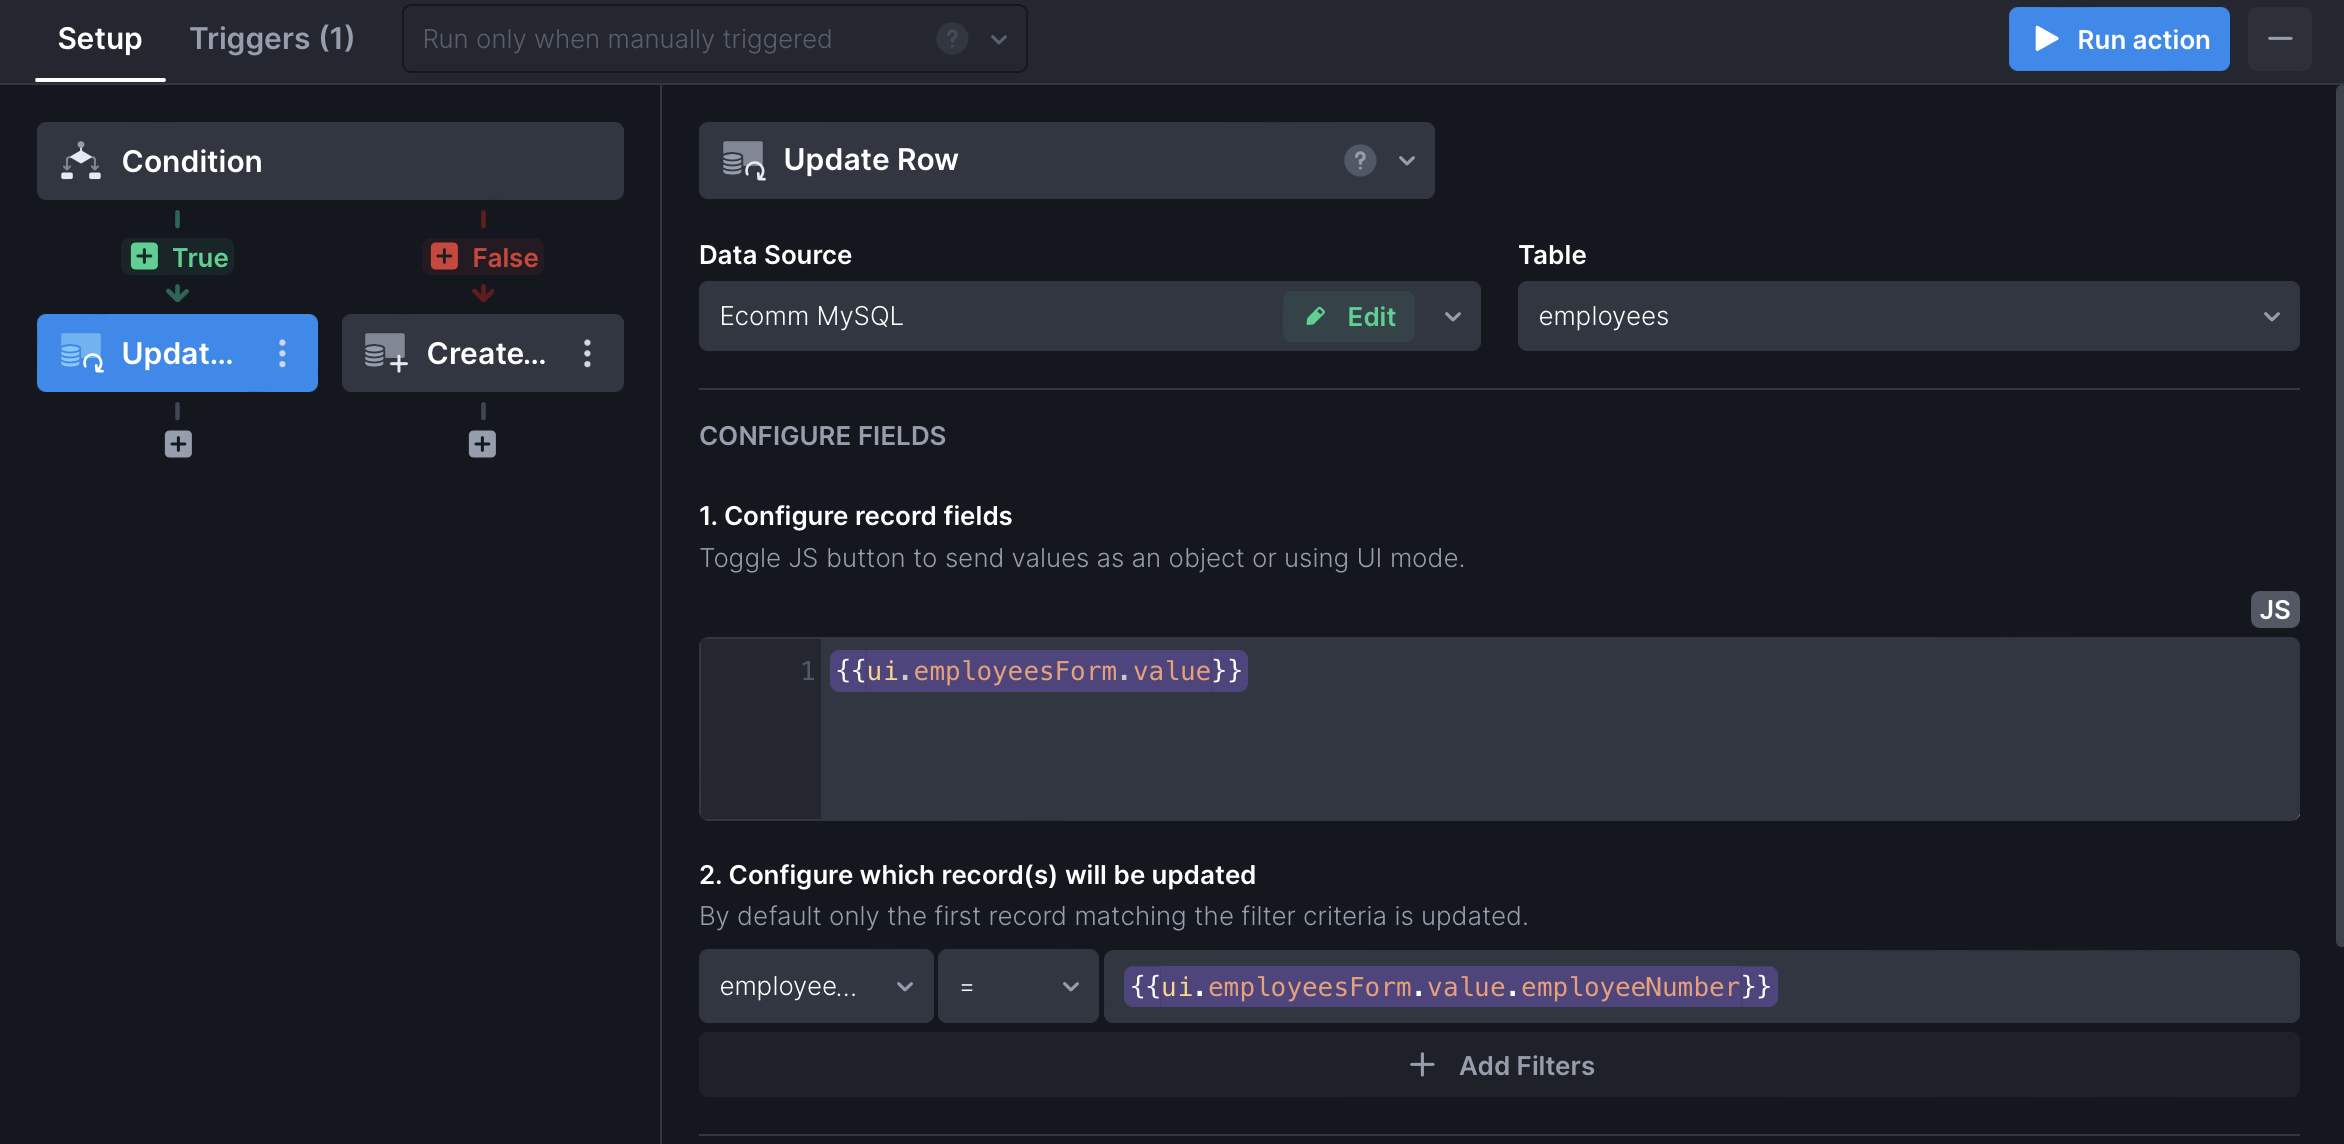 Setup
Triggers (1)
Run only when manually triggered
?
Run action
Condition
True
False
Updat...
Create...
Update Row
?
Data Source
Table
Ecomm MySQL
Edit
employees
CONFIGURE FIELDS
1. Configure record fields
Toggle JS button to send values as an object or using UI mode.
JS
1
{{ui.employeesForm.value}}
2. Configure which record(s) will be updated
By default only the first record matching the filter criteria is updated.
employee...
=
{{ui.employeesForm.value.employeeNumber}}
Add Filters